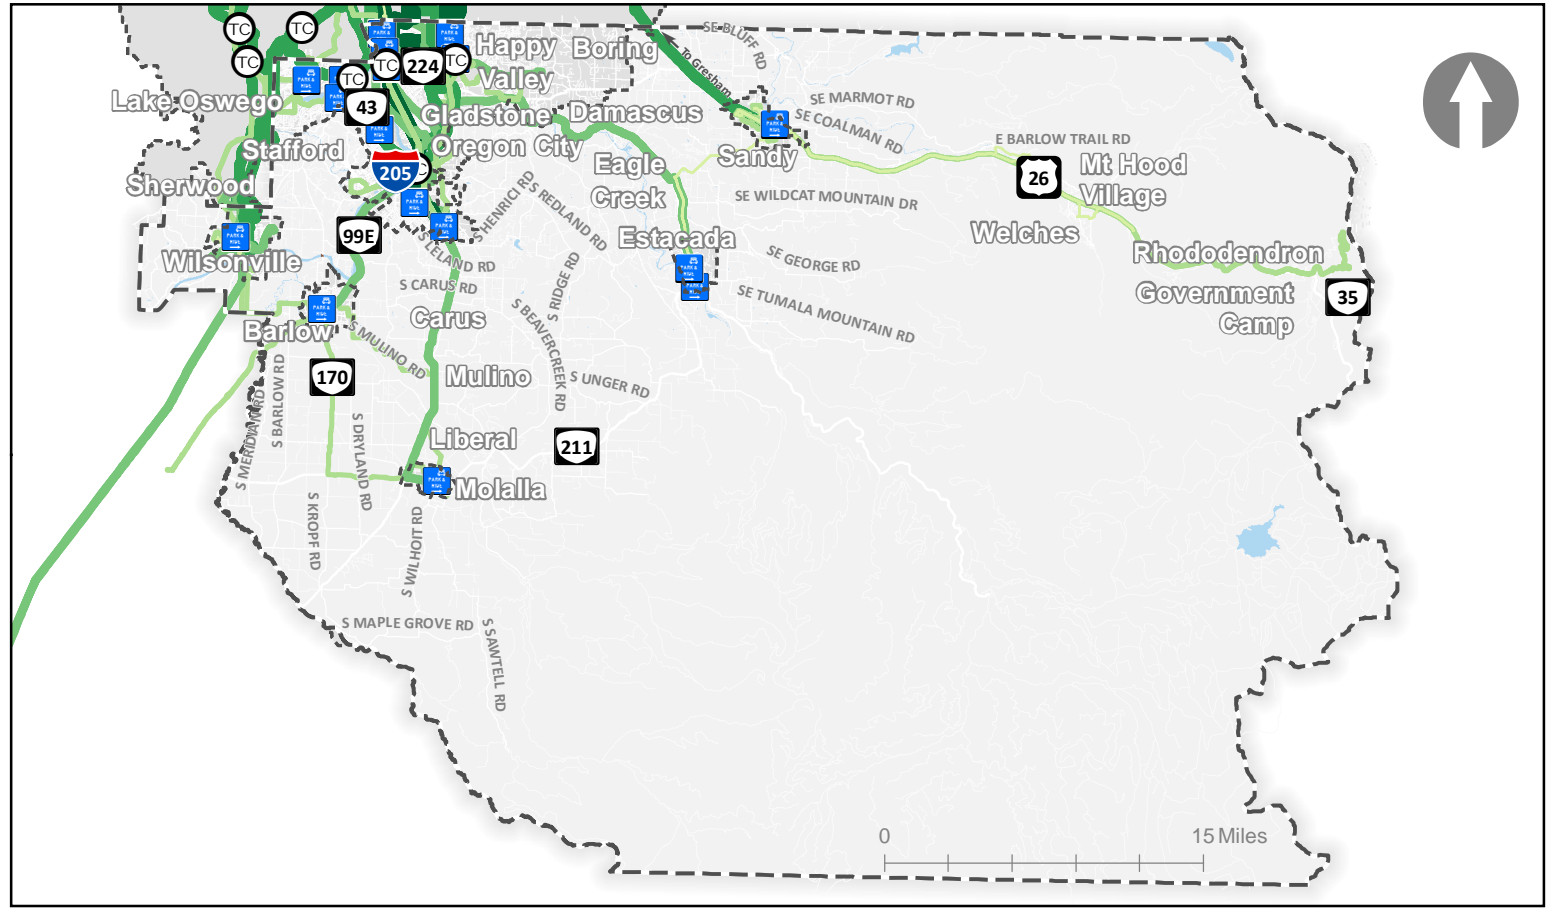 TC
TC
TC
TC
TC
TC
PARK &
RIDE
224
Happy
Valley
Boring
SE BLUFF RD
To Gresham
Lake Oswego
43
Gladstone
Damascus
SE MARMOT RD
SE COALMAN RD
E BARLOW TRAIL RD
Stafford
Oregon City
Sandy
26
Mt Hood
Village
205
Eagle
Creek
Sherwood
S HENRICI RD
S REDLAND RD
SE WILDCAT MOUNTAIN DR
Welches
99E
Wilsonville
S LELAND RD
Estacada
SE GEORGE RD
Rhododendron
Government
Camp
35
S CARUS RD
S RIDGE RD
SE TUMALA MOUNTAIN RD
Barlow
S MULINO RD
Carus
S BEAVERCREEK RD
170
Mulino
S UNGER RD
S BARLOW RD
S MERIDIAN RD
S DRYLAND RD
Liberal
211
Molalla
S KROPF RD
S WILHOIT RD
S MAPLE GROVE RD
S SAWTELL RD
0
15 Miles